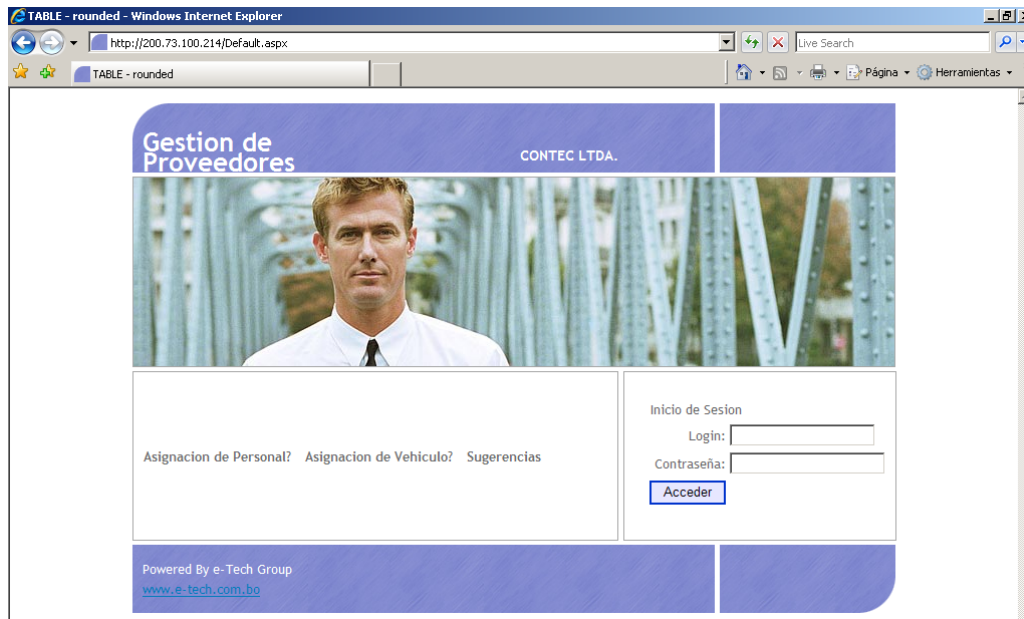 TABLE - rounded - Windows Internet Explorer
http://200.73.100.214/Default.aspx
Live Search
TABLE - rounded
Página
Herramientas
Gestion de
Proveedores
CONTEC LTDA.
Inicio de Sesion
Login:
Asignacion de Personal? Asignacion de Vehiculo? Sugerencias
Contraseña:
Acceder
Powered By e-Tech Group
www.e-tech.com.bo